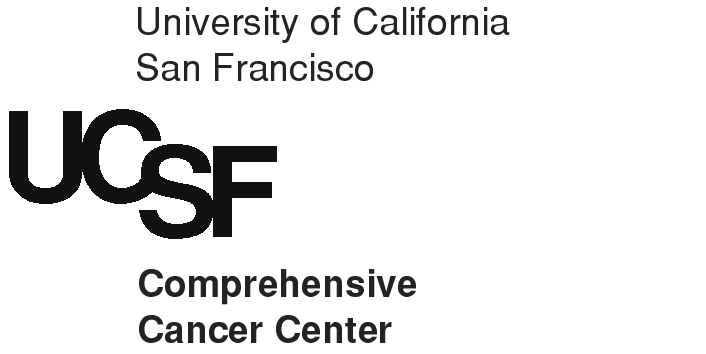 University of California
San Francisco
UCSF
Comprehensive
Cancer Center